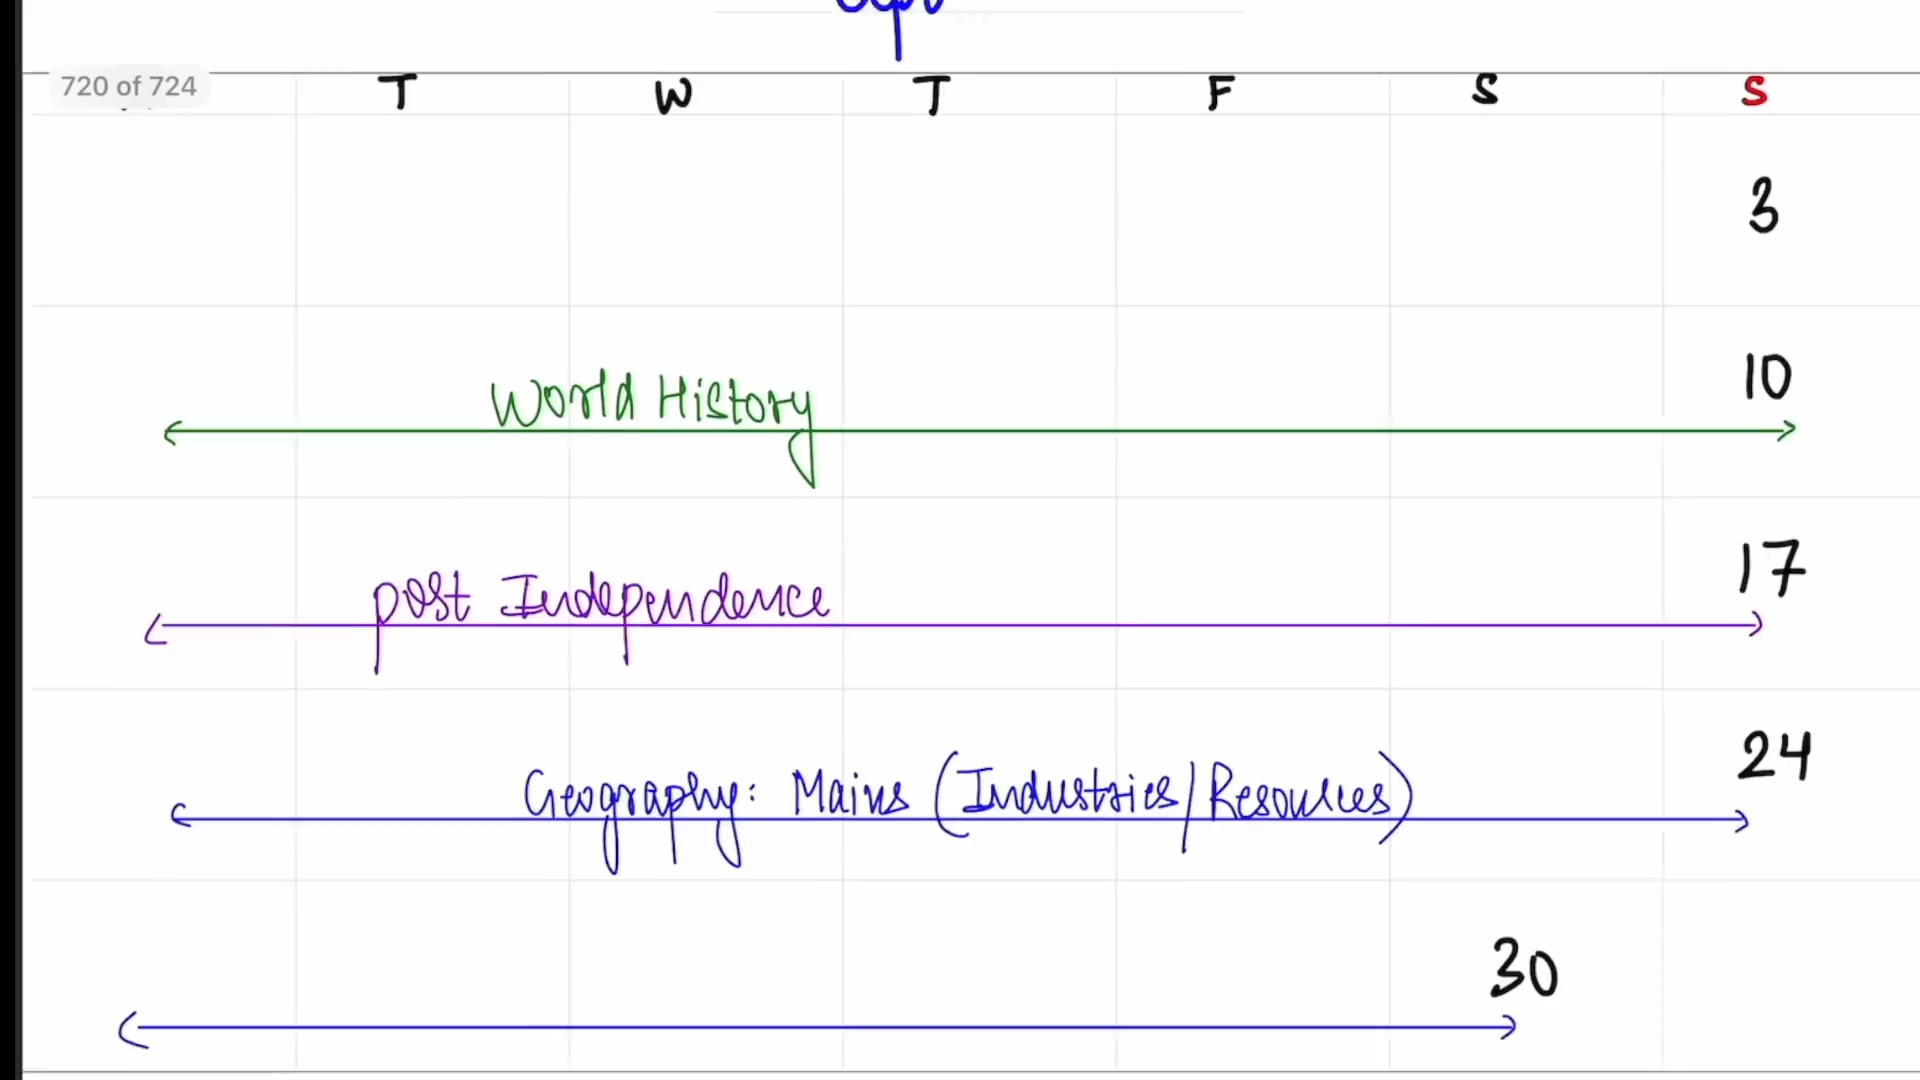 720 of 724
T W T F S S
3
10
World History
17
Post Independence
24
Geography: Mains (Industries/Resources)
30